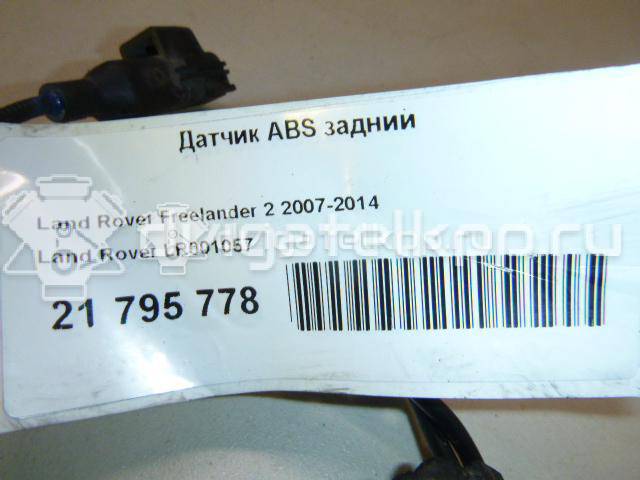 Датчик ABS задний
Land Rover Freelander 2 2007-2014
Land Rover LR001057
21 795 778